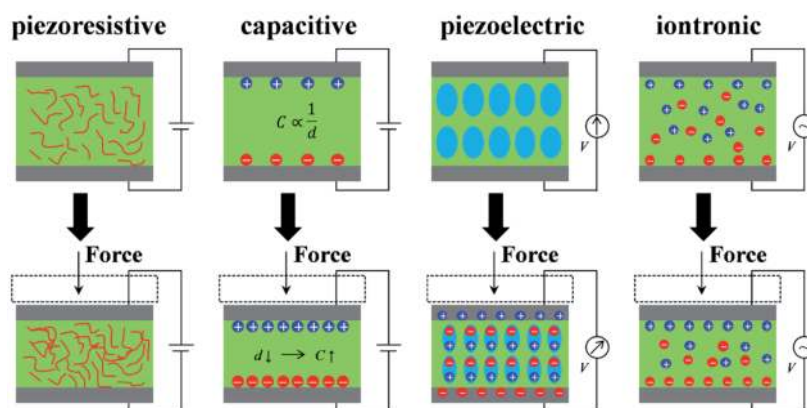 piezoresistive
capacitive
piezoelectric
iontronic
C ∝ 1/d
V
V
Force
Force
Force
Force
d↓ → C↑
V
V